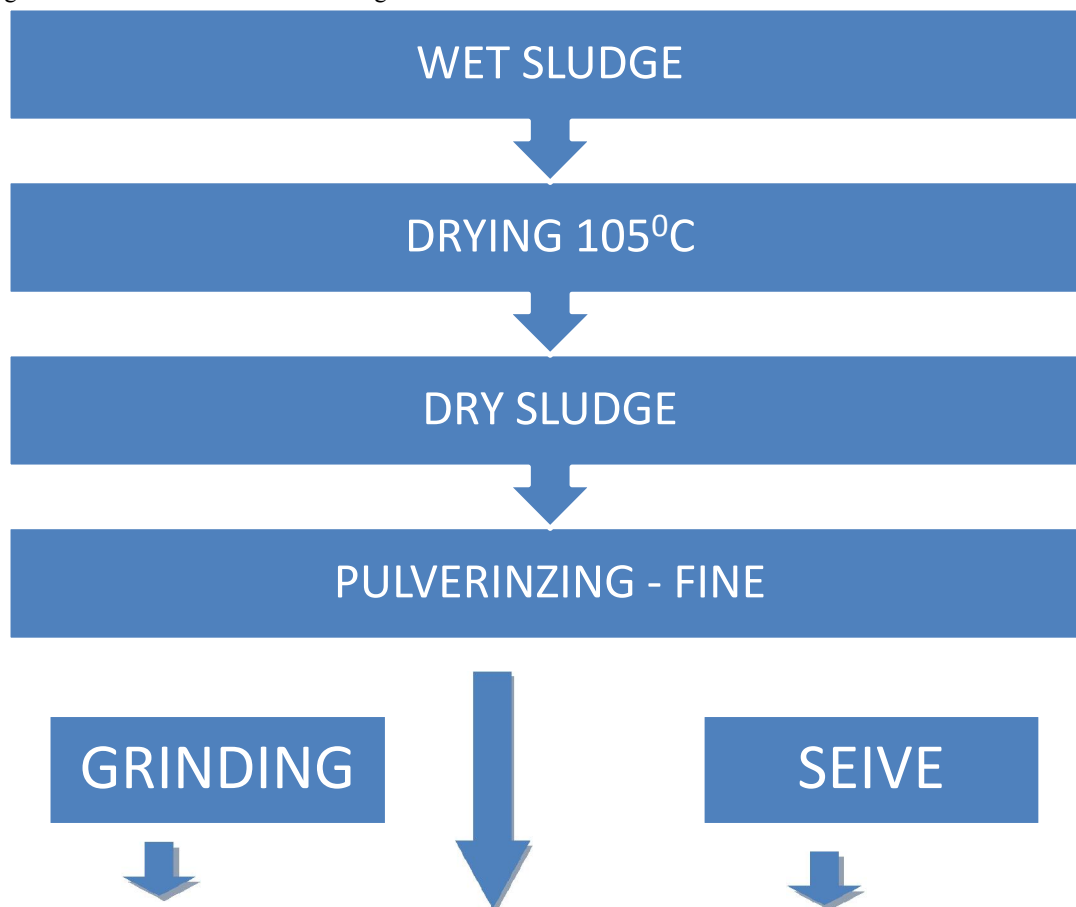 WET SLUDGE
DRYING 105⁰C
DRY SLUDGE
PULVERINZING - FINE
GRINDING
SEIVE